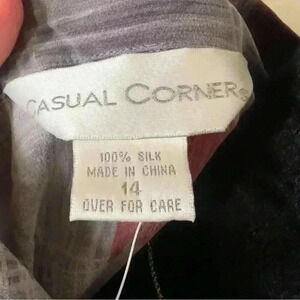 CASUAL CORNER®
100% SILK
MADE IN CHINA
14
OVER FOR CARE